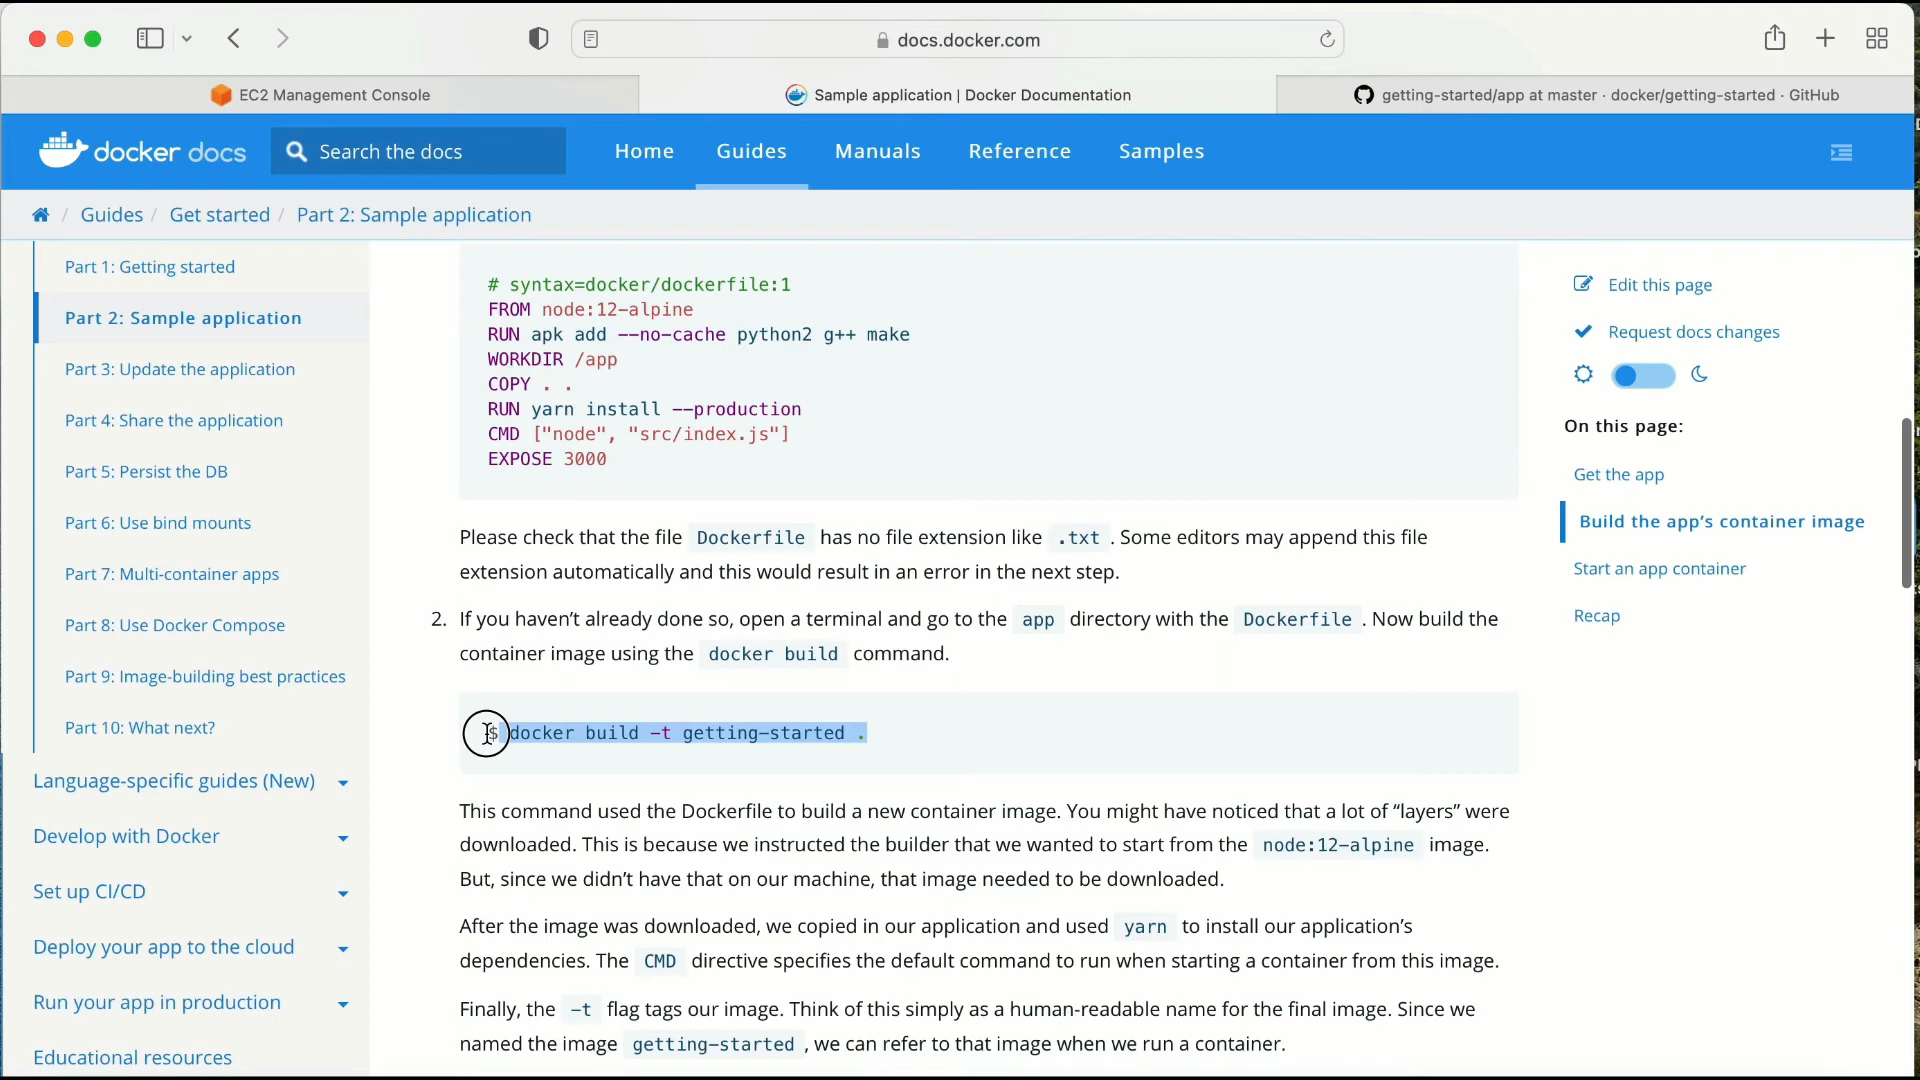 docs.docker.com
EC2 Management Console
Sample application | Docker Documentation
getting-started/app at master · docker/getting-started · GitHub
docker docs
Search the docs
Home
Guides
Manuals
Reference
Samples
/ Guides / Get started / Part 2: Sample application
Part 1: Getting started
Part 2: Sample application
Part 3: Update the application
Part 4: Share the application
Part 5: Persist the DB
Part 6: Use bind mounts
Part 7: Multi-container apps
Part 8: Use Docker Compose
Part 9: Image-building best practices
Part 10: What next?
Language-specific guides (New)
Develop with Docker
Set up CI/CD
Deploy your app to the cloud
Run your app in production
Educational resources
# syntax=docker/dockerfile:1
FROM node:12-alpine
RUN apk add --no-cache python2 g++ make
WORKDIR /app
COPY . .
RUN yarn install --production
CMD ["node", "src/index.js"]
EXPOSE 3000
Please check that the file Dockerfile has no file extension like .txt . Some editors may append this file
extension automatically and this would result in an error in the next step.
2. If you haven’t already done so, open a terminal and go to the app directory with the Dockerfile . Now build the
container image using the docker build command.
$ docker build -t getting-started .
This command used the Dockerfile to build a new container image. You might have noticed that a lot of “layers” were
downloaded. This is because we instructed the builder that we wanted to start from the node:12-alpine image.
But, since we didn’t have that on our machine, that image needed to be downloaded.
After the image was downloaded, we copied in our application and used yarn to install our application’s
dependencies. The CMD directive specifies the default command to run when starting a container from this image.
Finally, the -t flag tags our image. Think of this simply as a human-readable name for the final image. Since we
named the image getting-started , we can refer to that image when we run a container.
Edit this page
Request docs changes
On this page:
Get the app
Build the app’s container image
Start an app container
Recap